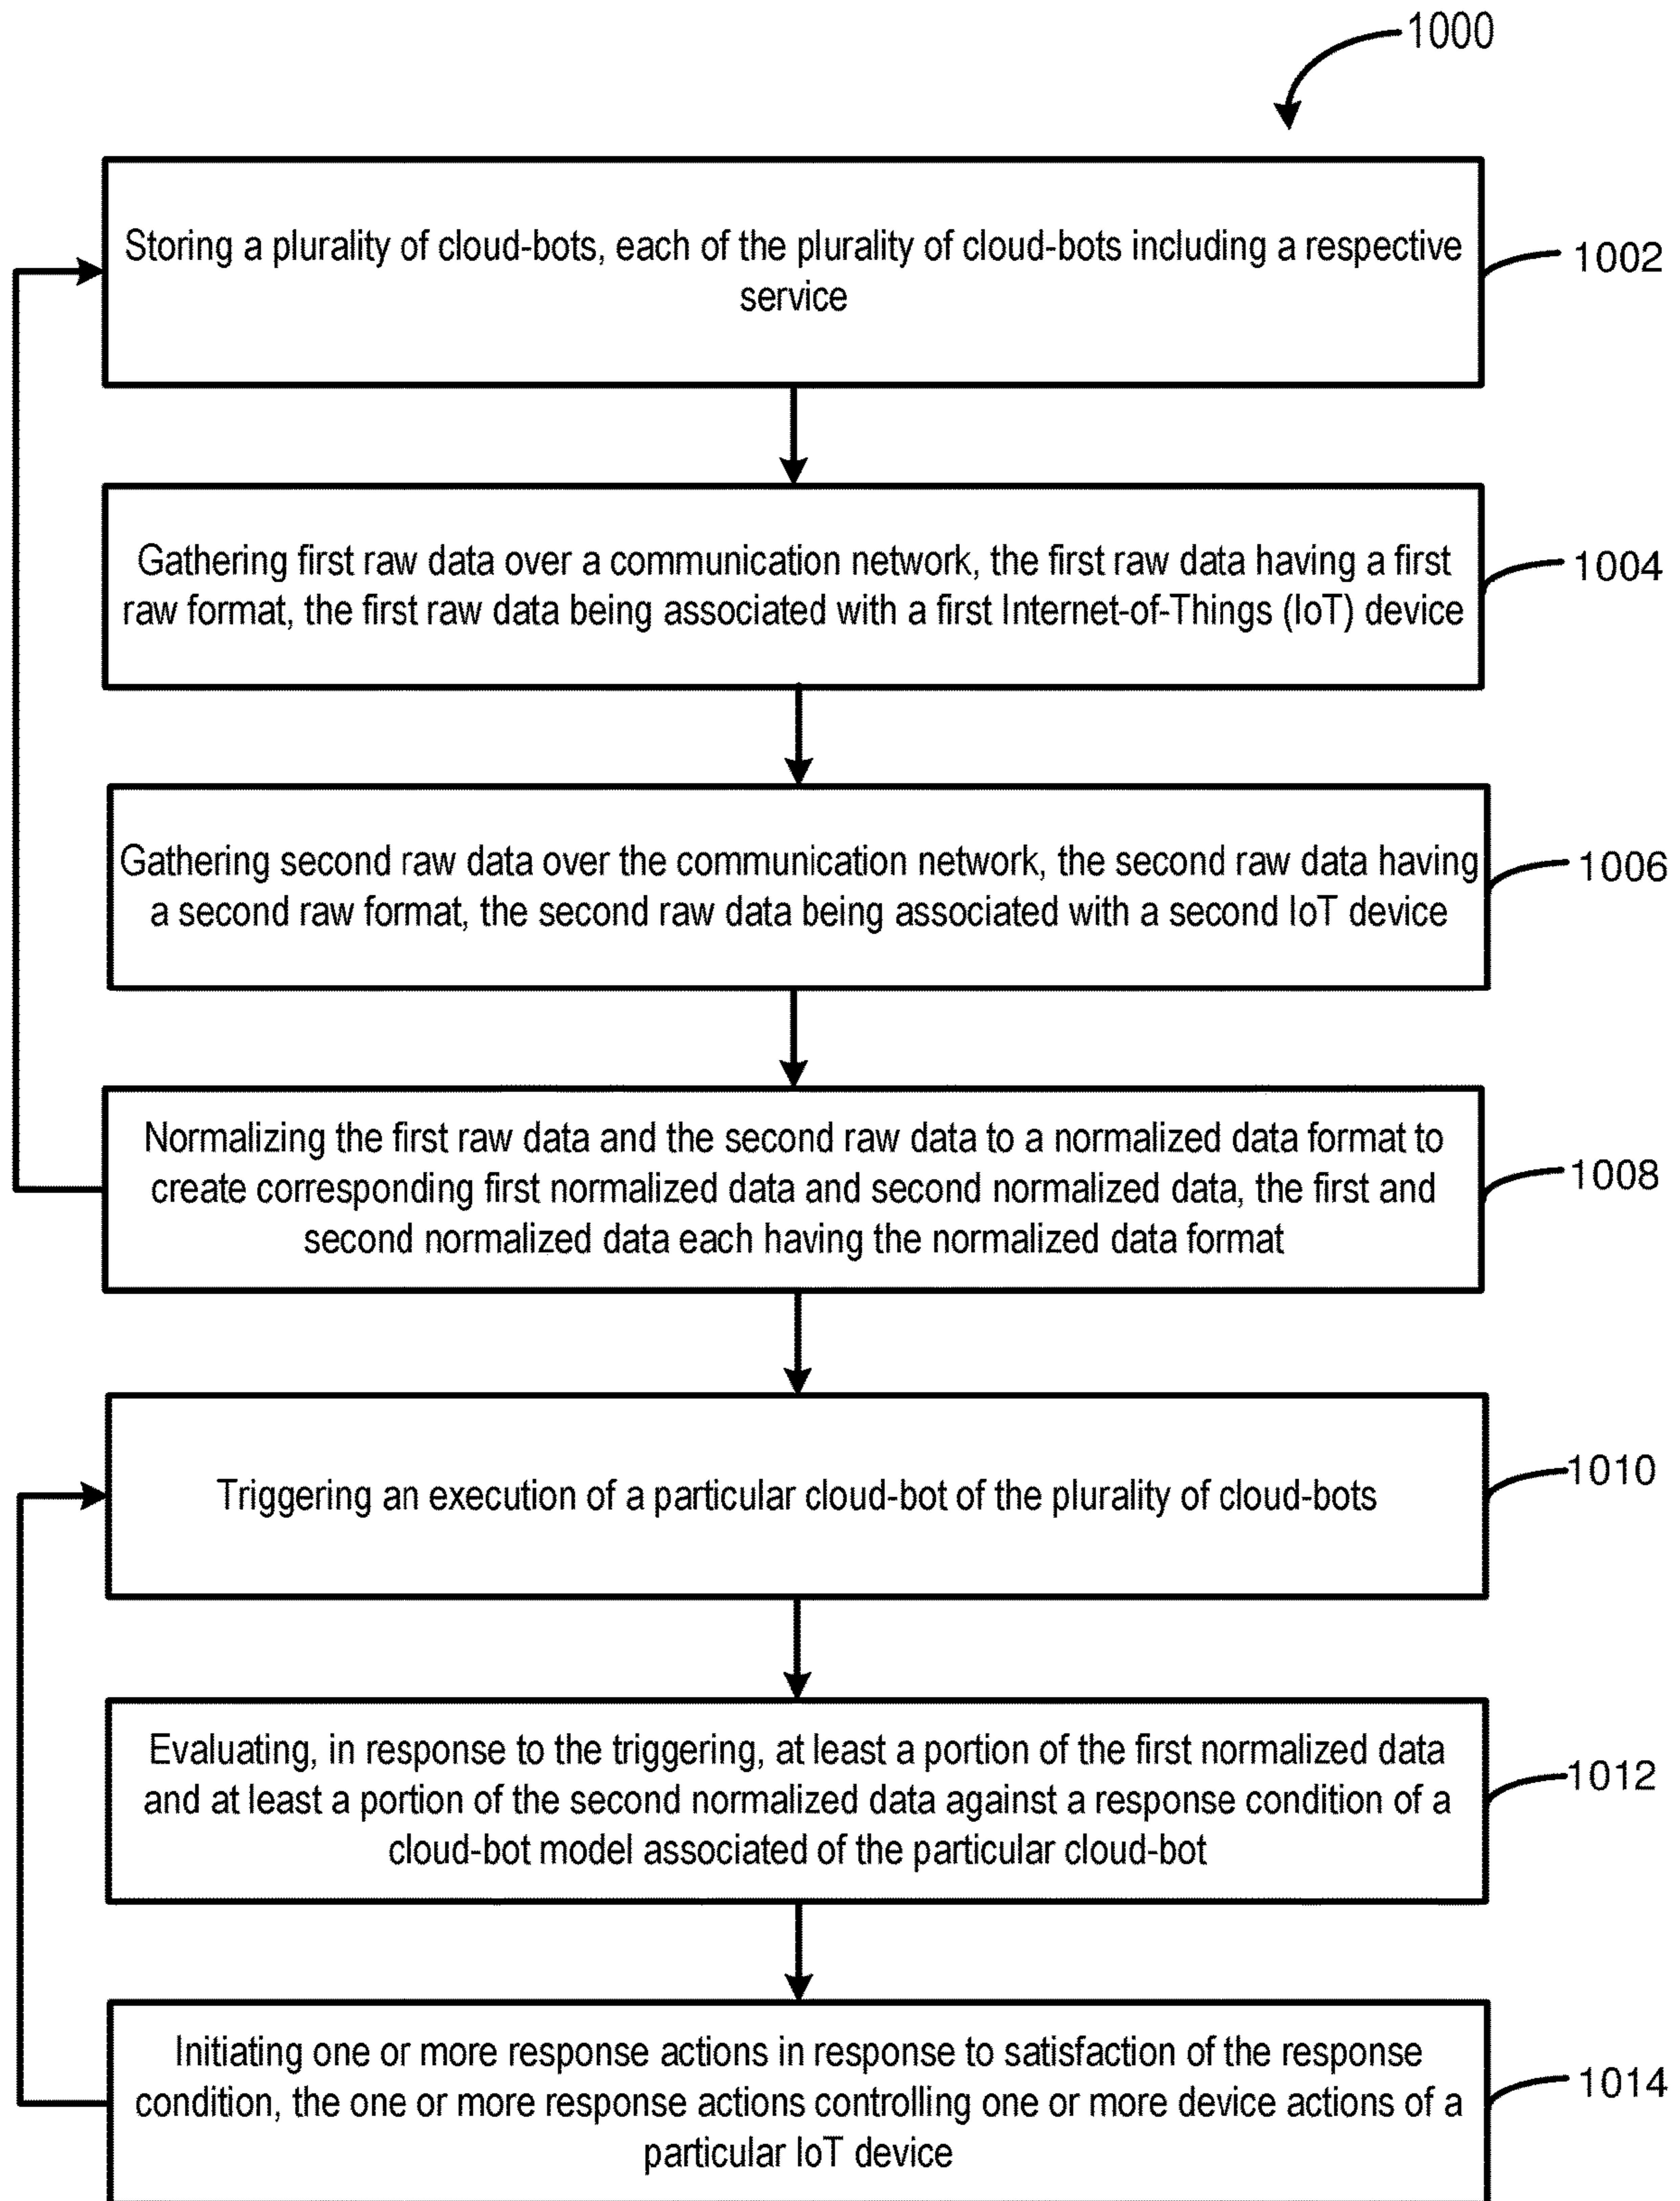 1000
Storing a plurality of cloud-bots, each of the plurality of cloud-bots including a respective
service
1002
Gathering first raw data over a communication network, the first raw data having a first
raw format, the first raw data being associated with a first Internet-of-Things (IoT) device
1004
Gathering second raw data over the communication network, the second raw data having
a second raw format, the second raw data being associated with a second IoT device
1006
Normalizing the first raw data and the second raw data to a normalized data format to
create corresponding first normalized data and second normalized data, the first and
second normalized data each having the normalized data format
1008
Triggering an execution of a particular cloud-bot of the plurality of cloud-bots
1010
Evaluating, in response to the triggering, at least a portion of the first normalized data
and at least a portion of the second normalized data against a response condition of a
cloud-bot model associated of the particular cloud-bot
1012
Initiating one or more response actions in response to satisfaction of the response
condition, the one or more response actions controlling one or more device actions of a
particular IoT device
1014